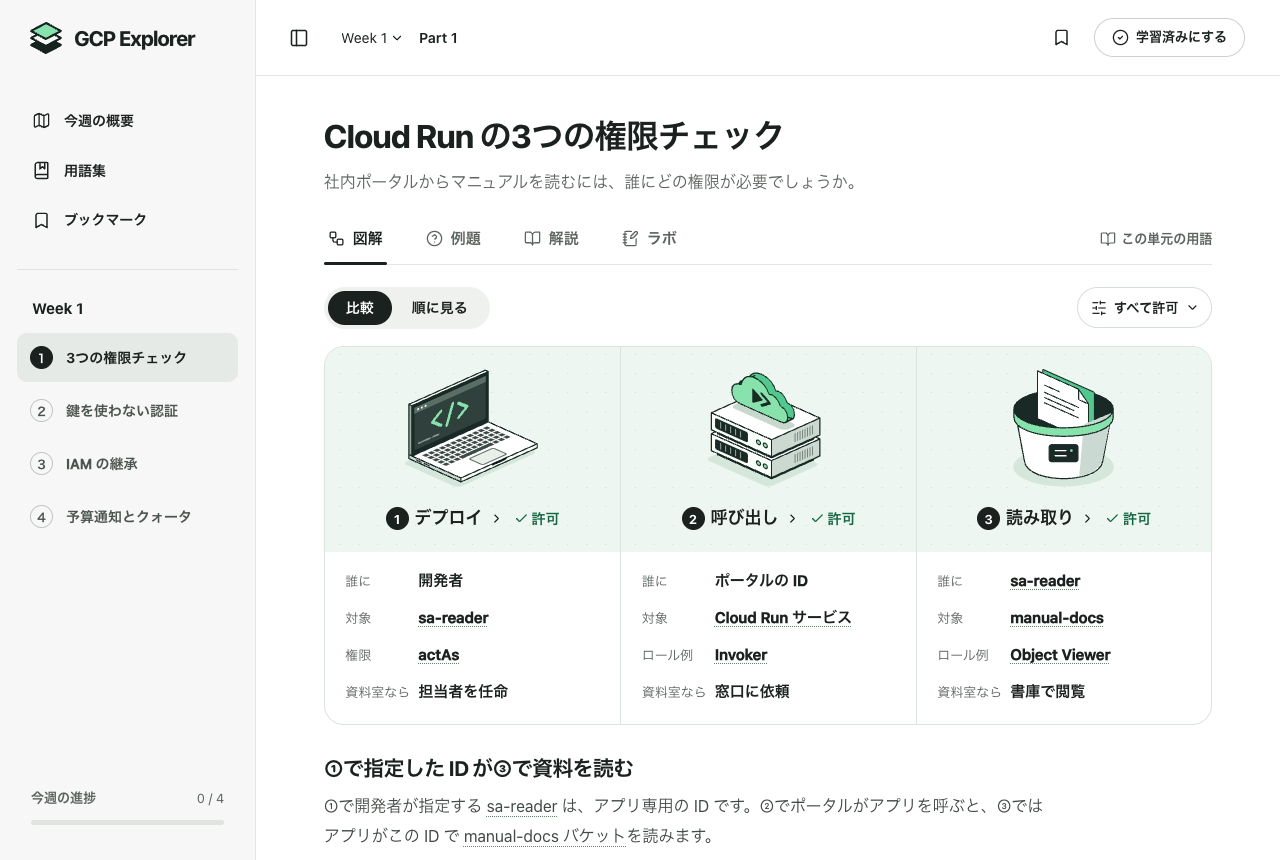 GCP Explorer
今週の概要
用語集
ブックマーク
Week 1
1 3つの権限チェック
2 鍵を使わない認証
3 IAM の継承
4 予算通知とクォータ
今週の進捗 0 / 4
Week 1 Part 1
学習済みにする
Cloud Run の3つの権限チェック
社内ポータルからマニュアルを読むには、誰にどの権限が必要でしょうか。
図解 例題 解説 ラボ この単元の用語
比較 順に見る すべて許可
</>
1 デプロイ › ✓ 許可
誰に 開発者
対象 sa-reader
権限 actAs
資料室なら 担当者を任命
2 呼び出し › ✓ 許可
誰に ポータルの ID
対象 Cloud Run サービス
ロール例 Invoker
資料室なら 窓口に依頼
3 読み取り › ✓ 許可
誰に sa-reader
対象 manual-docs
ロール例 Object Viewer
資料室なら 書庫で閲覧
①で指定した ID が③で資料を読む
①で開発者が指定する sa-reader は、アプリ専用の ID です。②でポータルがアプリを呼ぶと、③では
アプリがこの ID で manual-docs バケットを読みます。